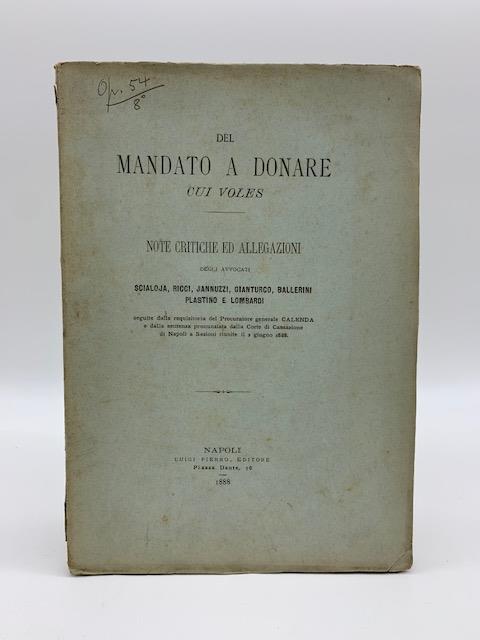 Op. 54
8°
DEL
MANDATO A DONARE
CUI VOLES
NOTE CRITICHE ED ALLEGAZIONI
DEGLI AVVOCATI
SCIALOJA, RICCI, JANNUZZI, GIANTURCO, BALLERINI
PLASTINO E LOMBARDI
seguite dalla requisitoria del Procuratore generale CALENDA
e dalla sentenza pronunziata dalla Corte di Cassazione
di Napoli a Sezioni riunite il 2 giugno 1888.
NAPOLI
LUIGI PIERRO, EDITORE
Piazza Dante, 76
1888